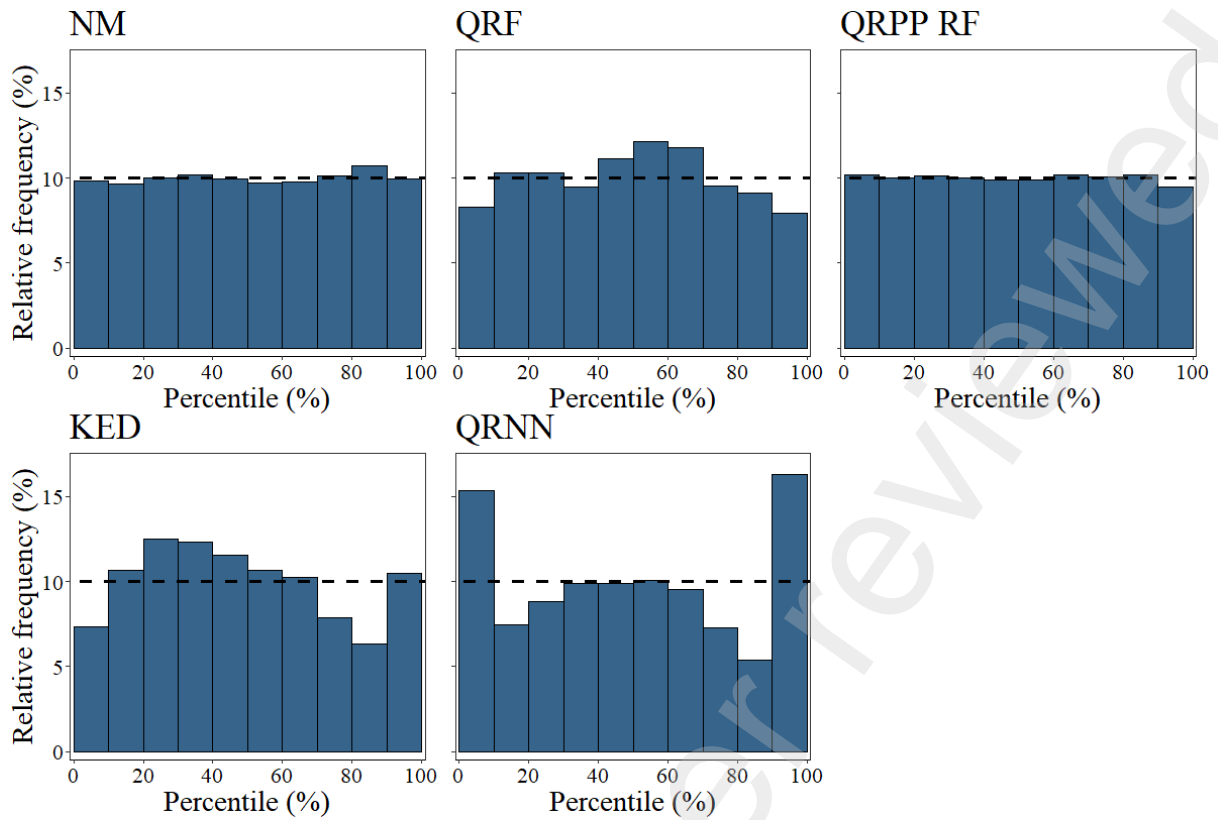 NM QRF QRPP RF
Relative frequency (%)
15
10
5
0
0 20 40 60 80 100 0 20 40 60 80 100 0 20 40 60 80 100
Percentile (%) Percentile (%) Percentile (%)
KED QRNN
Relative frequency (%)
15
10
5
0
0 20 40 60 80 100 0 20 40 60 80 100
Percentile (%) Percentile (%)
er reviewed